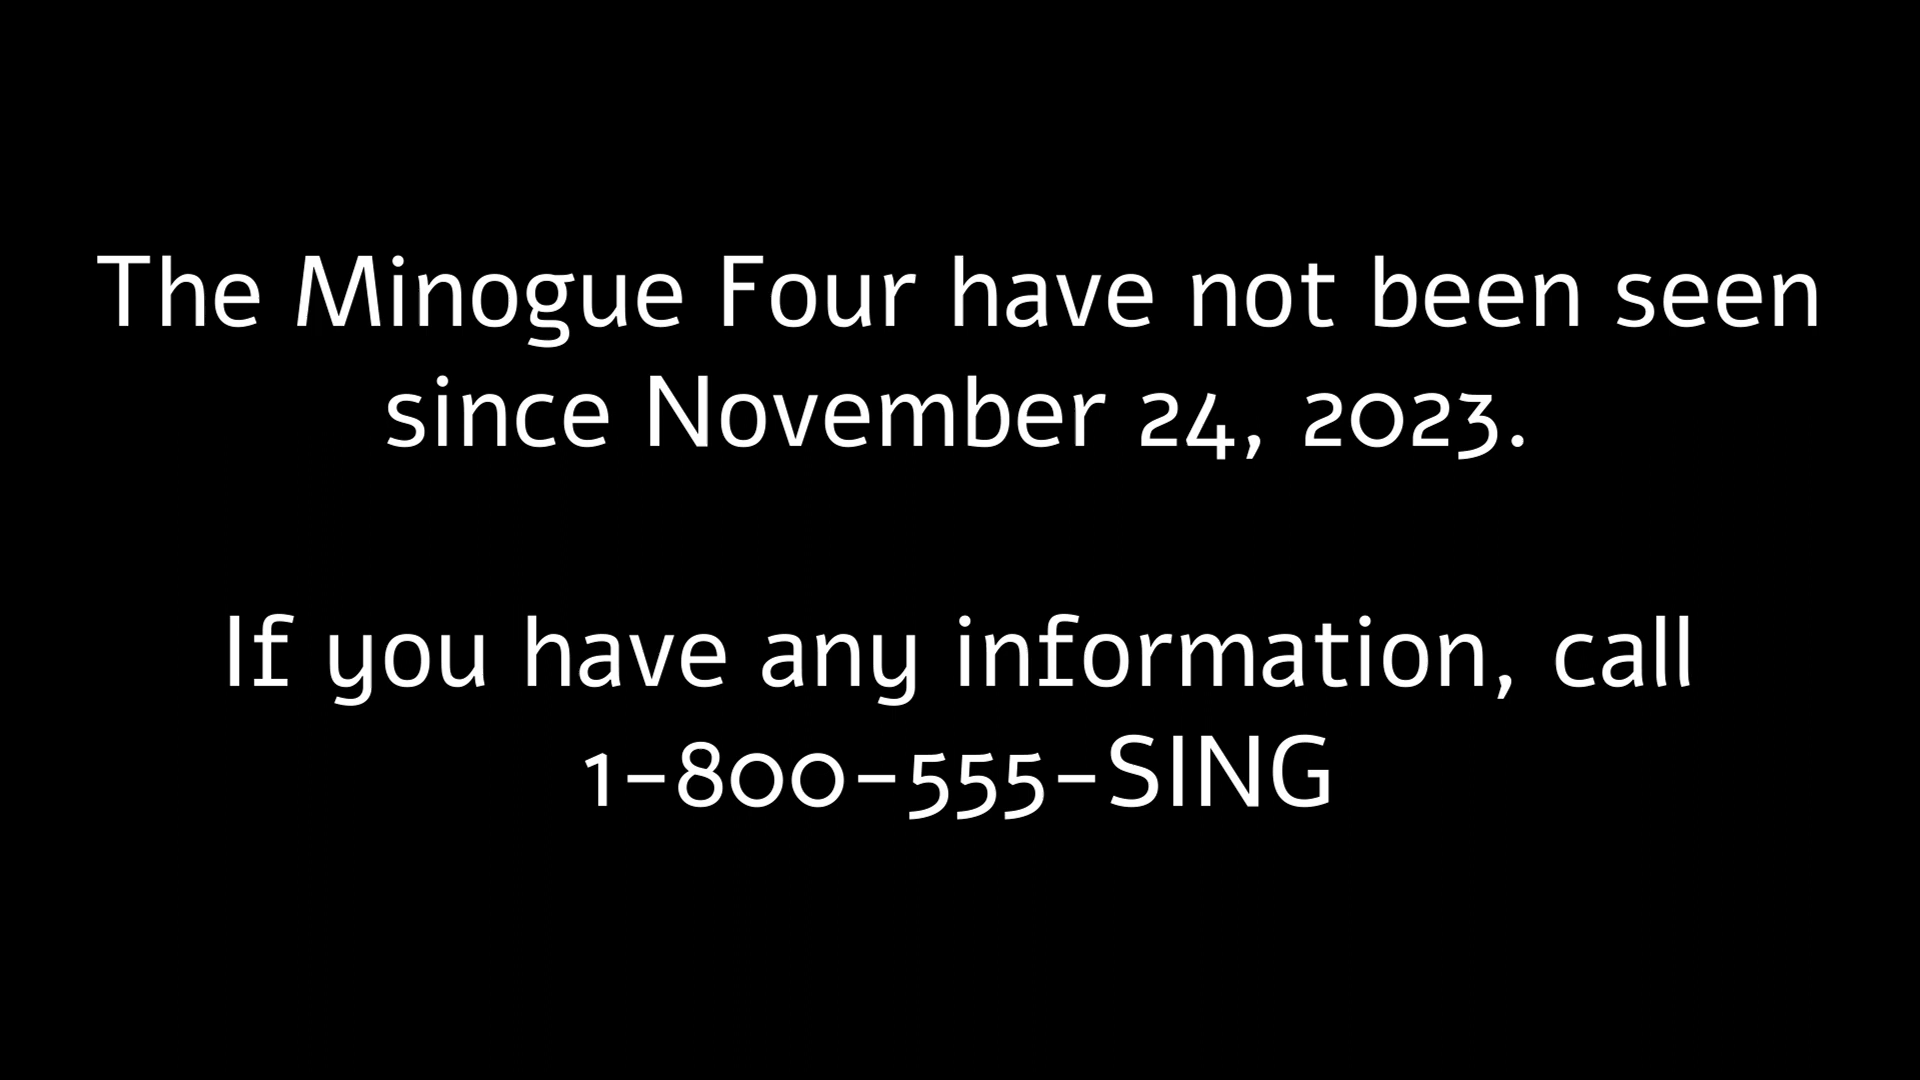 The Minogue Four have not been seen
since November 24, 2023.
If you have any information, call
1-800-555-SING